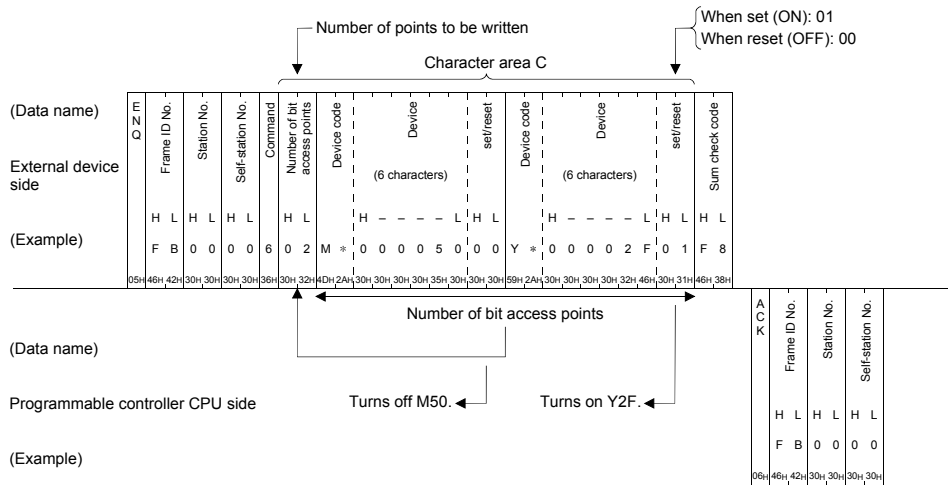 When set (ON): 01
When reset (OFF): 00
Number of points to be written
Character area C
(Data name)
E N Q
Frame ID No.
Station No.
Self-station No.
Command
Number of bit access points
Device code
Device
set/reset
Device code
Device
set/reset
Sum check code
External device side
(6 characters) (6 characters)
H L H L H L H L H – – – – L H L H – – – – L H L H L
(Example)
F B 0 0 0 0 6 0 2 M * 0 0 0 0 5 0 0 0 Y * 0 0 0 0 2 F 0 1 F 8
05H 46H 42H 30H 30H 30H 30H 36H 30H 32H 4DH 2AH 30H 30H 30H 30H 35H 30H 30H 30H 59H 2AH 30H 30H 30H 30H 32H 46H 30H 31H 46H 38H
Number of bit access points
(Data name)
A C K
Frame ID No.
Station No.
Self-station No.
Programmable controller CPU side
Turns off M50. Turns on Y2F.
H L H L H L
(Example)
F B 0 0 0 0
06H 46H 42H 30H 30H 30H 30H